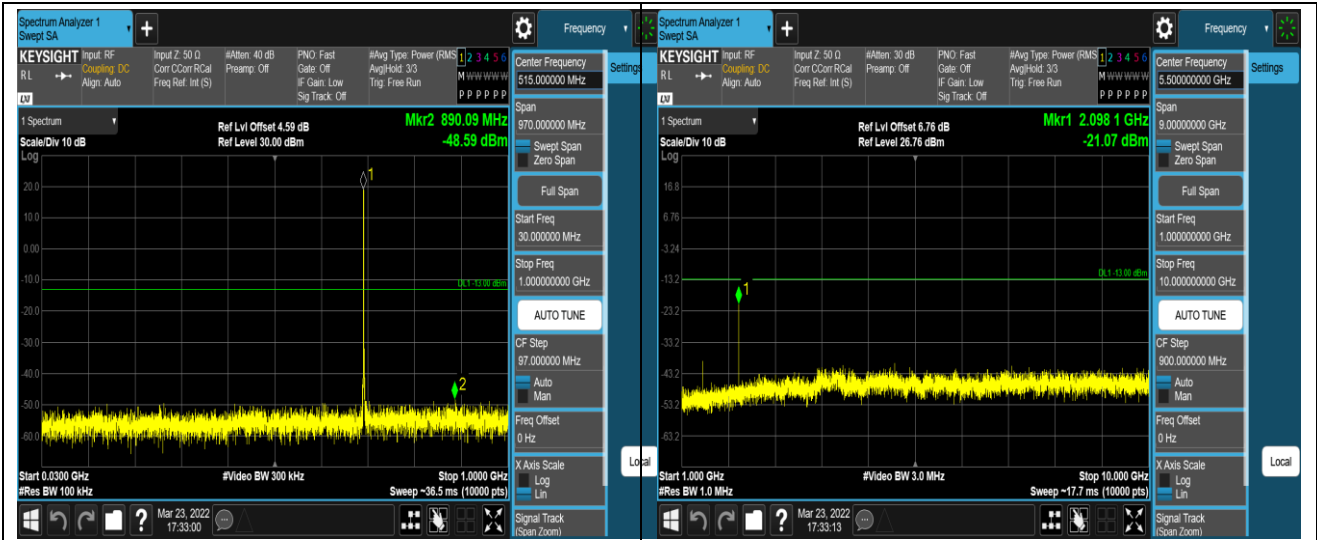 Spectrum Analyzer 1
Swept SA
Frequency
KEYSIGHT
Input: RF
Coupling: DC
Align: Auto
Input Z: 50 Ω
Corr CCorr RCal
Freq Ref: Int (S)
#Atten: 40 dB
Preamp: Off
PNO: Fast
Gate: Off
IF Gain: Low
Sig Track: Off
#Avg Type: Power (RMS
Avg|Hold: 3/3
Trig: Free Run
1 2 3 4 5 6
M W W W W W
P P P P P P
RL
LXI
1 Spectrum
Scale/Div 10 dB
Log
Ref Lvl Offset 4.59 dB
Ref Level 30.00 dBm
Mkr2 890.09 MHz
-48.59 dBm
1
20.0
10.0
0.00
-10.0
DL1 -13.00 dBm
-20.0
-30.0
-40.0
2
-50.0
-60.0
Start 0.0300 GHz
#Res BW 100 kHz
#Video BW 300 kHz
Stop 1.0000 GHz
Sweep ~36.5 ms (10000 pts)
Mar 23, 2022
17:33:00
Center Frequency
515.000000 MHz
Settings
Span
970.000000 MHz
Swept Span
Zero Span
Full Span
Start Freq
30.000000 MHz
Stop Freq
1.000000000 GHz
AUTO TUNE
CF Step
97.000000 MHz
Auto
Man
Freq Offset
0 Hz
X Axis Scale
Log
Lin
Local
Signal Track
(Span Zoom)
Spectrum Analyzer 1
Swept SA
Frequency
KEYSIGHT
Input: RF
Coupling: DC
Align: Auto
Input Z: 50 Ω
Corr CCorr RCal
Freq Ref: Int (S)
#Atten: 30 dB
Preamp: Off
PNO: Fast
Gate: Off
IF Gain: Low
Sig Track: Off
#Avg Type: Power (RMS
Avg|Hold: 3/3
Trig: Free Run
1 2 3 4 5 6
M W W W W W
P P P P P P
RL
LXI
1 Spectrum
Scale/Div 10 dB
Log
Ref Lvl Offset 6.76 dB
Ref Level 26.76 dBm
Mkr1 2.098 1 GHz
-21.07 dBm
16.8
6.76
-3.24
-13.2
DL1 -13.00 dBm
1
-23.2
-33.2
-43.2
-53.2
-63.2
Start 1.000 GHz
#Res BW 1.0 MHz
#Video BW 3.0 MHz
Stop 10.000 GHz
Sweep ~17.7 ms (10000 pts)
Mar 23, 2022
17:33:13
Center Frequency
5.500000000 GHz
Settings
Span
9.00000000 GHz
Swept Span
Zero Span
Full Span
Start Freq
1.000000000 GHz
Stop Freq
10.000000000 GHz
AUTO TUNE
CF Step
900.000000 MHz
Auto
Man
Freq Offset
0 Hz
X Axis Scale
Log
Lin
Local
Signal Track
(Span Zoom)